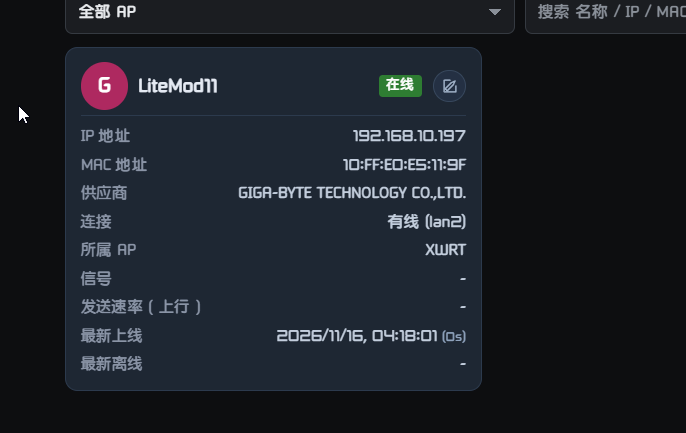 全部 AP
搜索 名称 / IP / MAC
G LiteMod11 在线
IP 地址 192.168.10.197
MAC 地址 10:FF:E0:E5:11:9F
供应商 GIGA-BYTE TECHNOLOGY CO.,LTD.
连接 有线 (lan2)
所属 AP XWRT
信号 -
发送速率 ( 上行 ) -
最新上线 2026/11/16, 04:18:01 (0s)
最新离线 -